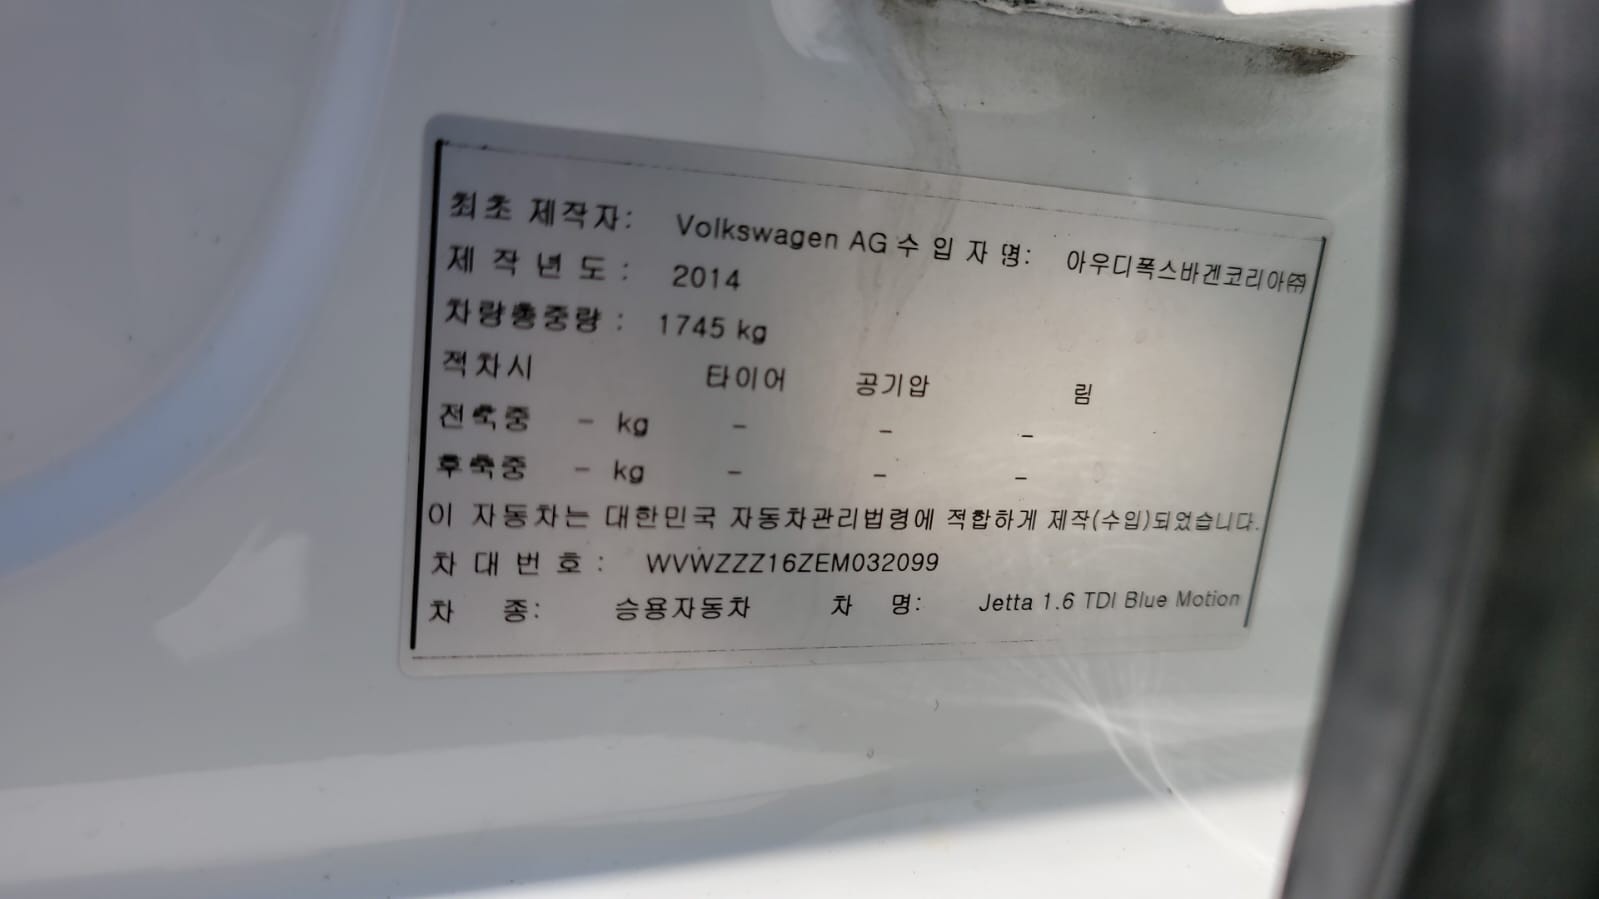 최초 제작자: Volkswagen AG 수 입 자 명: 아우디폭스바겐코리아㈜
제 작 년 도 : 2014
차량총중량 : 1745 kg
적차시 타이어 공기압 림
전축중 - kg - - -
후축중 - kg - - -
이 자동차는 대한민국 자동차관리법령에 적합하게 제작(수입)되었습니다.
차 대 번 호 : WVWZZZ16ZEM032099
차 종: 승용자동차 차 명: Jetta 1.6 TDI Blue Motion